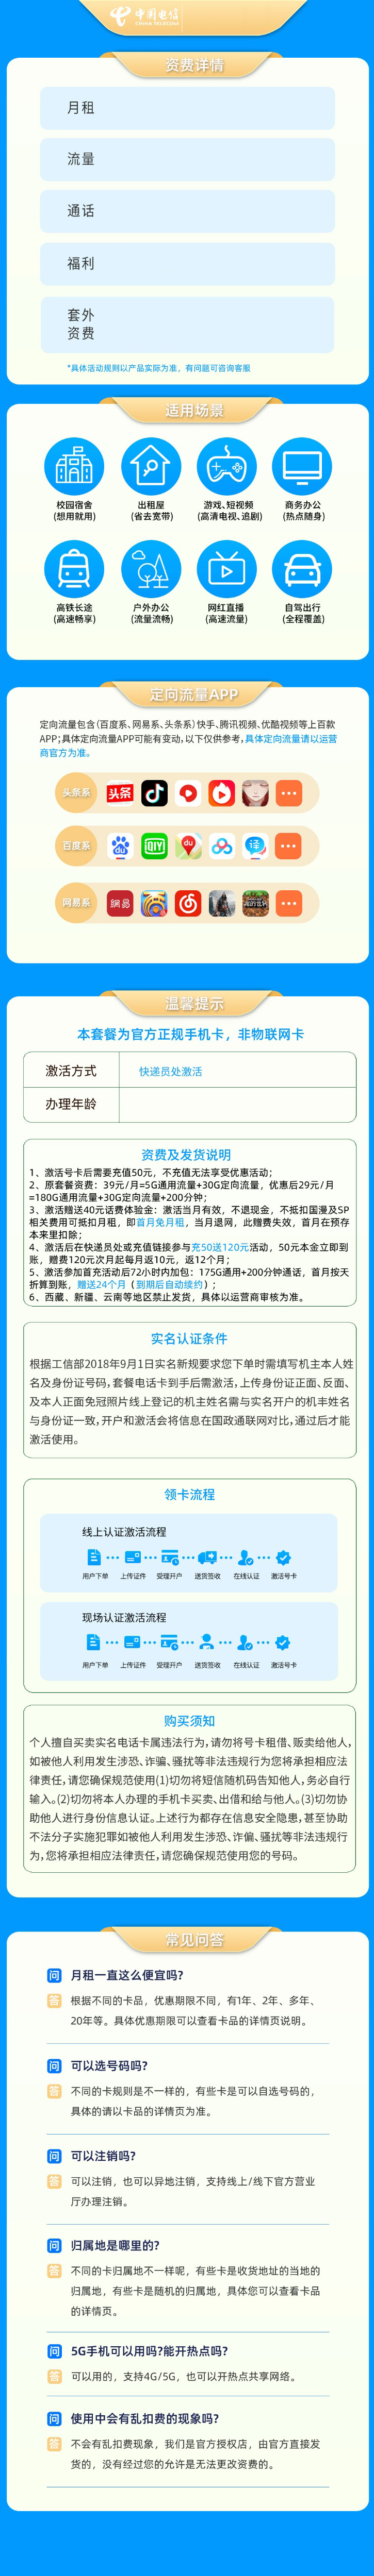 中国电信
CHINA TELECOM
资费详情
月租
流量
通话
福利
套外
资费
*具体活动规则以产品实际为准，有问题可咨询客服
适用场景
校园宿舍
(想用就用)
出租屋
(省去宽带)
游戏、短视频
(高清电视、追剧)
商务办公
(热点随身)
高铁长途
(高速畅享)
户外办公
(流量流畅)
网红直播
(高速流量)
自驾出行
(全程覆盖)
定向流量APP
定向流量包含(百度系、网易系、头条系)快手、腾讯视频、优酷视频等上百款
APP;具体定向流量APP可能有变动,以下仅供参考,具体定向流量请以运营
商官方为准。
头条系
头条
百度系
du
QIY
du
译
网易系
網易
温馨提示
本套餐为官方正规手机卡，非物联网卡
激活方式
快递员处激活
办理年龄
资费及发货说明
1、激活号卡后需要充值50元，不充值无法享受优惠活动；
2、原套餐资费：39元/月=5G通用流量+30G定向流量，优惠后29元/月
=180G通用流量+30G定向流量+200分钟；
3、激活赠送40元话费体验金：激活当月有效，不退现金，不抵扣国漫及SP
相关费用可抵扣月租，即首月免月租，当月退网，此赠费失效，首月在预存
本来里扣除；
4、激活后在快递员处或充值链接参与充50送120元活动，50元本金立即到
账，赠费120元次月起每月返10元，返12个月；
5、激活参加首充活动后72小时内加包：175G通用+200分钟通话，首月按天
折算到账，赠送24个月（到期后自动续约）；
6、西藏、新疆、云南等地区禁止发货，具体以运营商审核为准。
实名认证条件
根据工信部2018年9月1日实名新规要求您下单时需填写机主本人姓
名及身份证号码,套餐电话卡到手后需激活,上传身份证正面、反面、
及本人正面免冠照片线上登记的机主姓名需与实名开户的机丰姓名
与身份证一致,开户和激活会将信息在国政通联网对比,通过后才能
激活使用。
领卡流程
线上认证激活流程
用户下单
上传证件
受理开户
送货签收
在线认证
激活号卡
现场认证激活流程
用户下单
上传证件
受理开户
送货签收
在线认证
激活号卡
购买须知
个人擅自买卖实名电话卡属违法行为,请勿将号卡租借、贩卖给他人,
如被他人利用发生涉恐、诈骗、骚扰等非法违规行为您将承担相应法
律责任,请您确保规范使用(1)切勿将短信随机码告知他人,务必自行
输入。(2)切勿将本人办理的手机卡买卖、出借和给与他人。(3)切勿协
助他人进行身份信息认证。上述行为都存在信息安全隐患,甚至协助
不法分子实施犯罪如被他人利用发生涉恐、诈偏、骚扰等非法违规行
为,您将承担相应法律责任,请您确保规范使用您的号码。
常见问答
问 月租一直这么便宜吗?
答 根据不同的卡品，优惠期限不同，有1年、2年、多年、
20年等。具体优惠期限可以查看卡品的详情页说明。
问 可以选号码吗?
答 不同的卡规则是不一样的，有些卡是可以自选号码的，
具体的请以卡品的详情页为准。
问 可以注销吗?
答 可以注销，也可以异地注销，支持线上/线下官方营业
厅办理注销。
问 归属地是哪里的?
答 不同的卡归属地不一样呢，有些卡是收货地址的当地的
归属地，有些卡是随机的归属地，具体您可以查看卡品
的详情页。
问 5G手机可以用吗?能开热点吗?
答 可以用的，支持4G/5G，也可以开热点共享网络。
问 使用中会有乱扣费的现象吗?
答 不会有乱扣费现象，我们是官方授权店，由官方直接发
货的，没有经过您的允许是无法更改资费的。